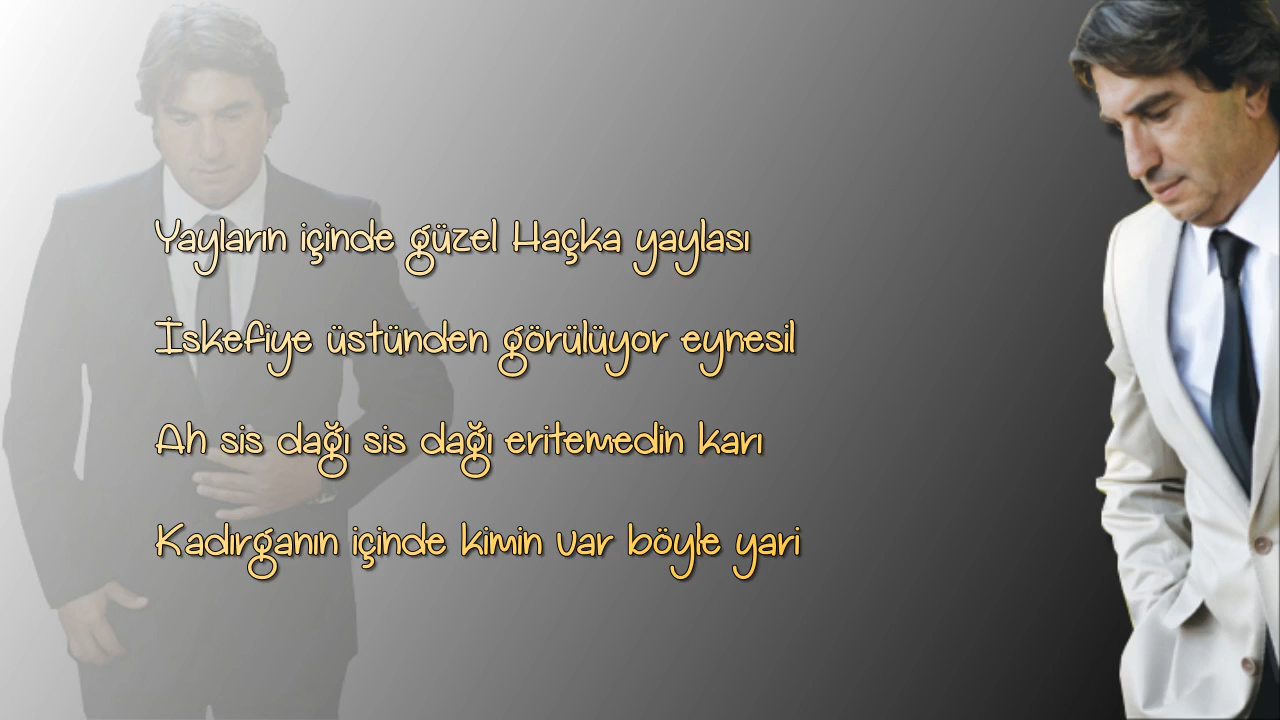 Yayların içinde güzel Haçka yaylası
İskefiye üstünden görülüyor eynesil
Ah sis dağı sis dağı eritemedin karı
Kadırganın içinde kimin var böyle yari